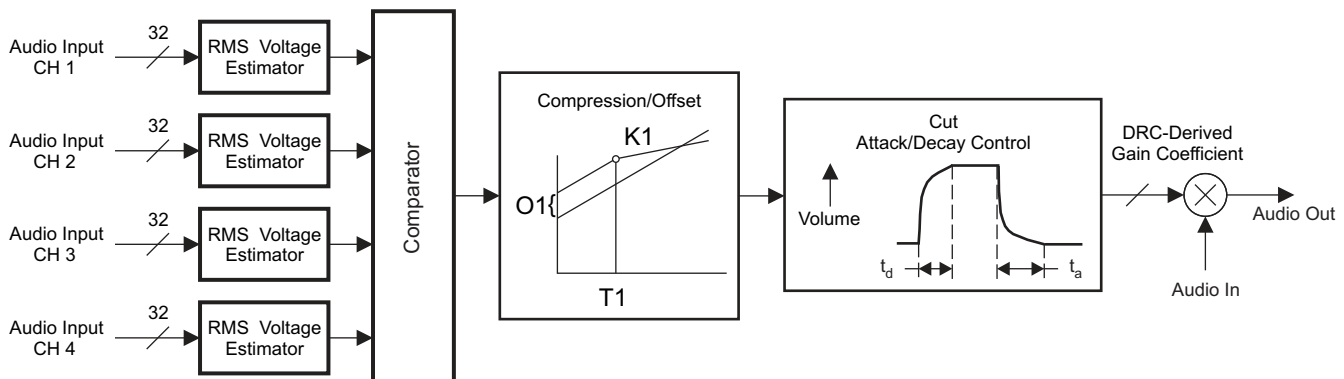 Audio Input
CH 1
32
RMS Voltage
Estimator
Audio Input
CH 2
32
RMS Voltage
Estimator
Audio Input
CH 3
32
RMS Voltage
Estimator
Audio Input
CH 4
32
RMS Voltage
Estimator
Comparator
Compression/Offset
K1
O1{
T1
Cut
Attack/Decay Control
Volume
td
ta
DRC-Derived
Gain Coefficient
Audio Out
Audio In